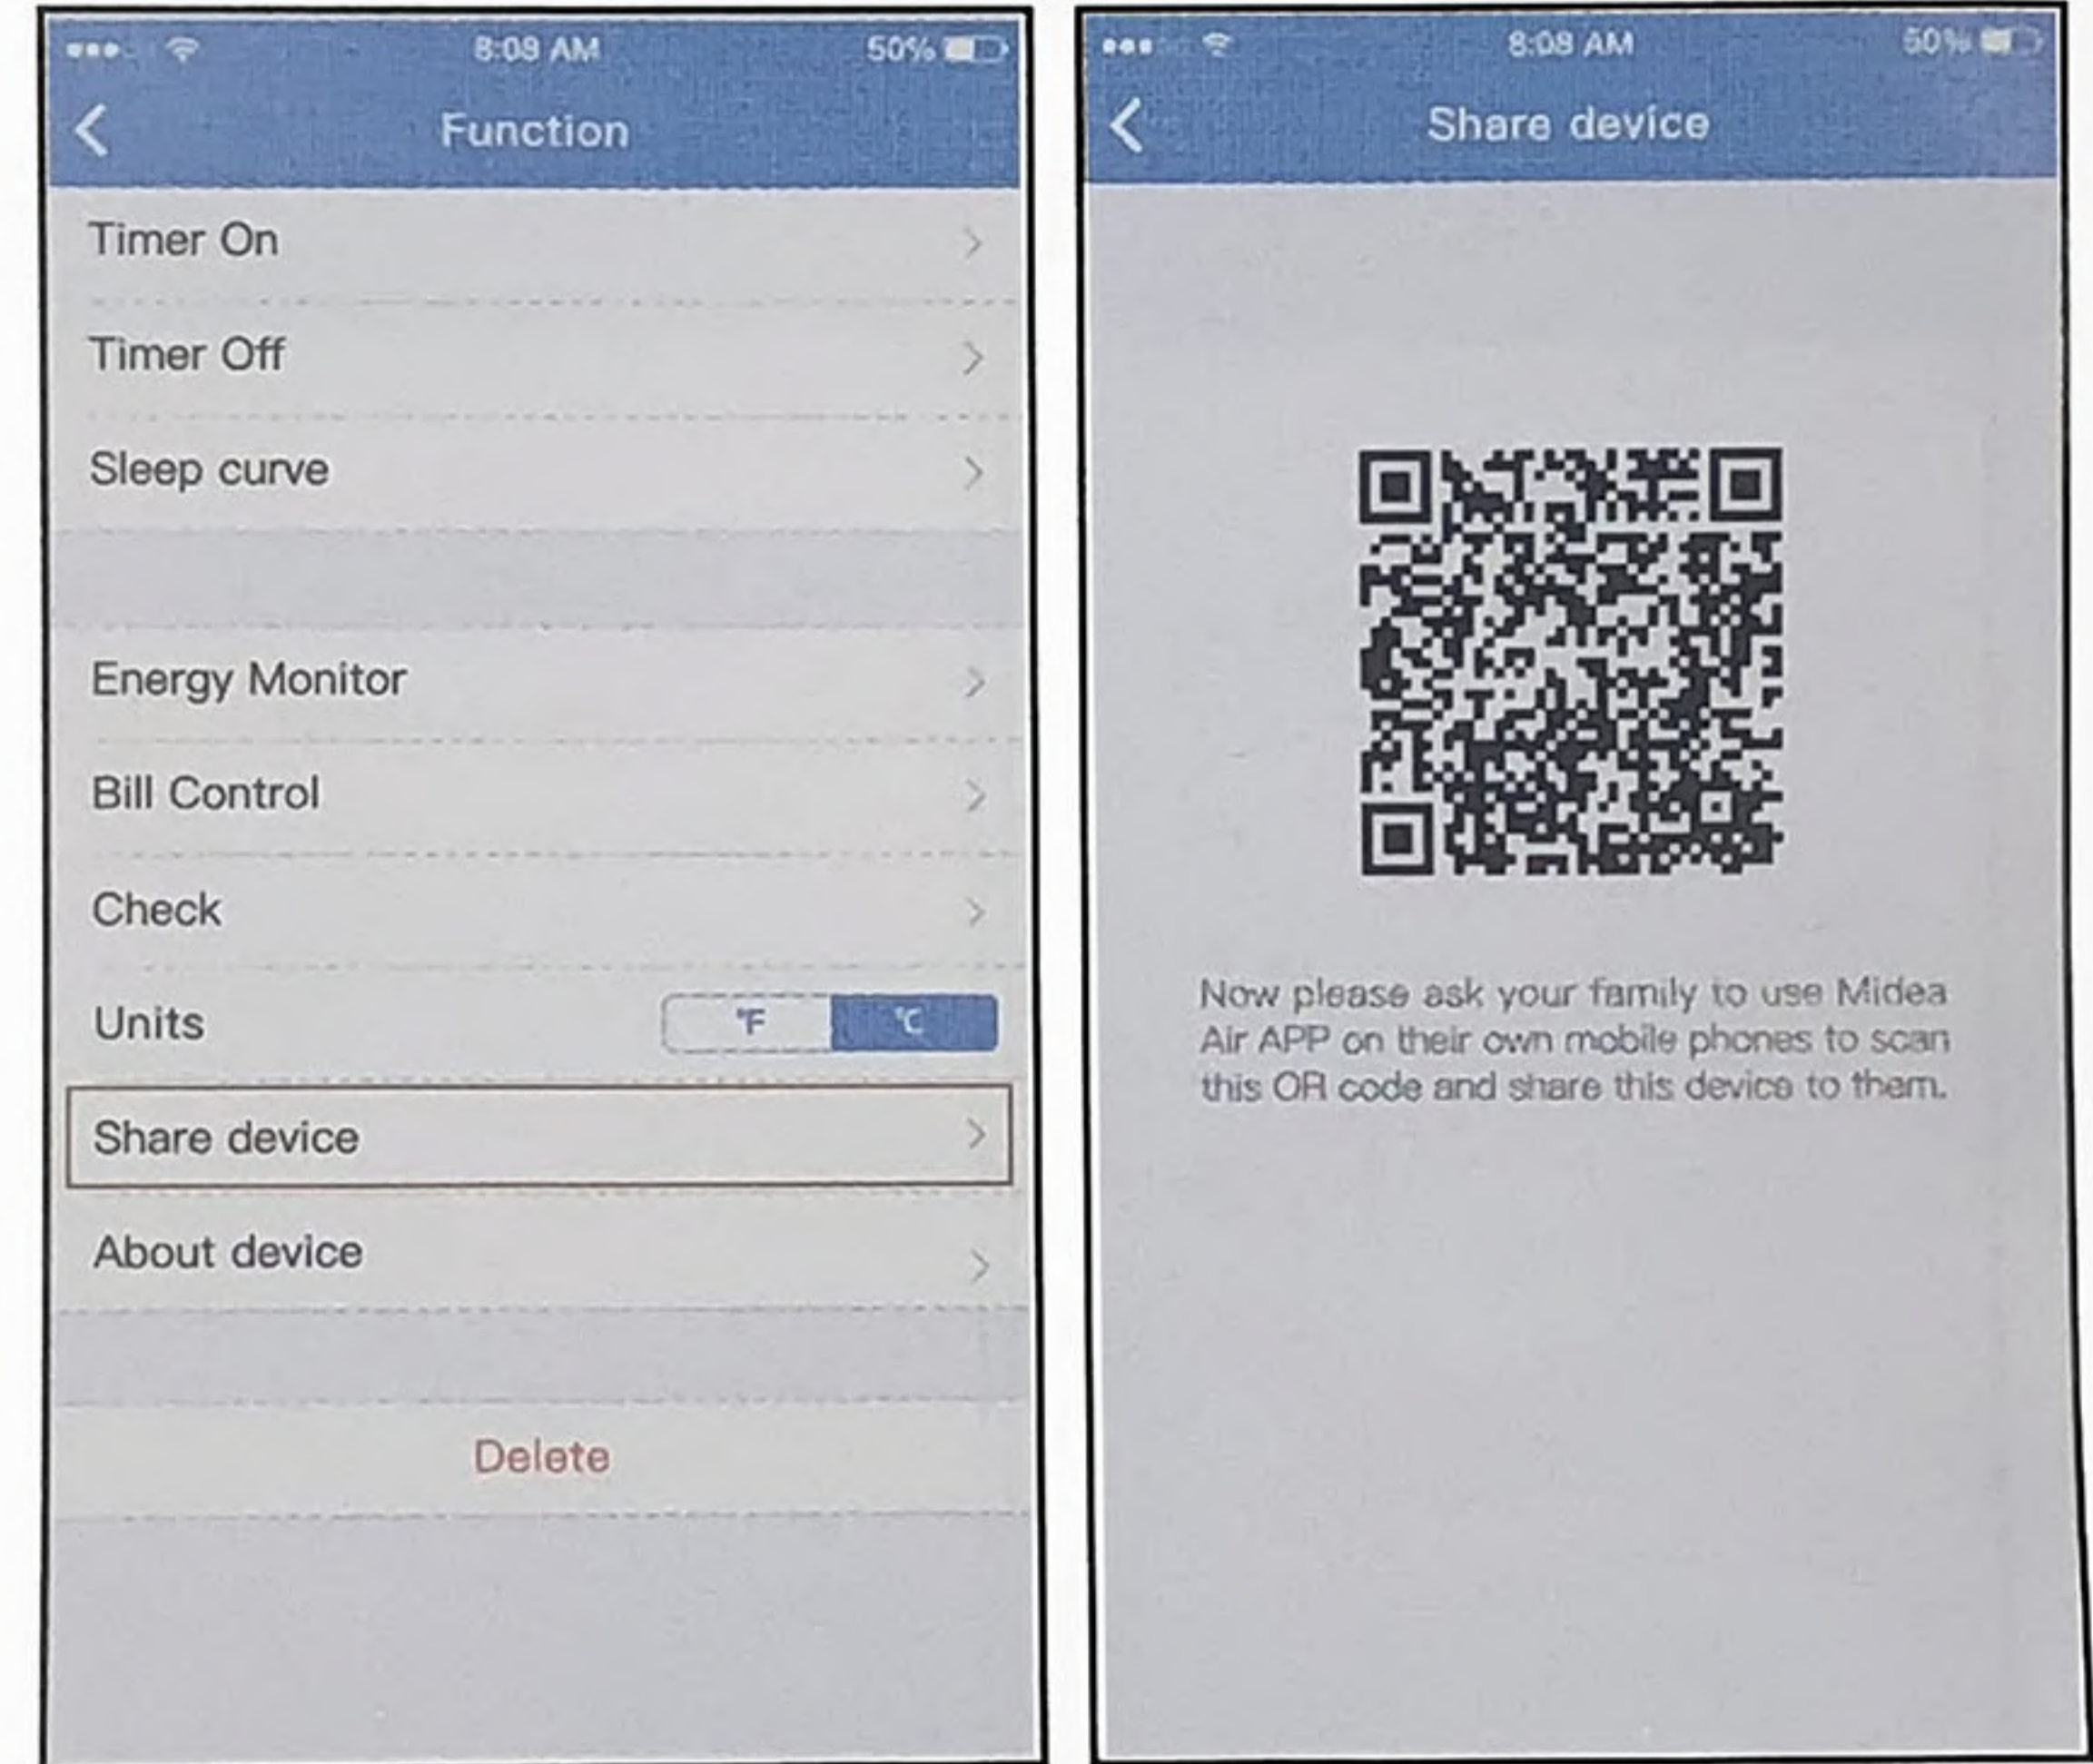 8:08 AM
50%
Function
Timer On
Timer Off
Sleep curve
Energy Monitor
Bill Control
Check
Units
°F
°C
Share device
About device
Delete
8:08 AM
50%
Share device
Now please ask your family to use Midea
Air APP on their own mobile phones to scan
this QR code and share this device to them.